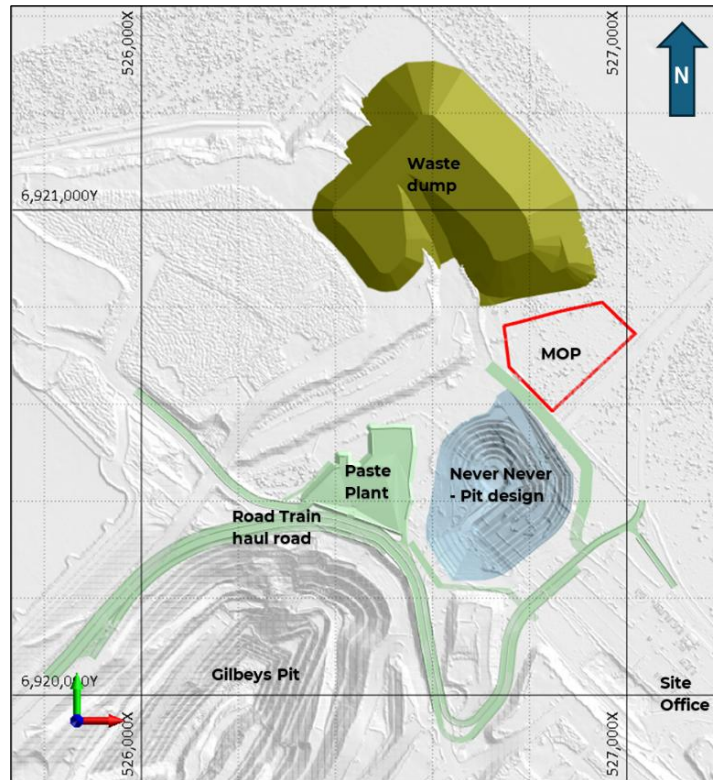 526,000X
527,000X
N
Waste
dump
6,921,000Y
MOP
Paste
Plant
Never Never
- Pit design
Road Train
haul road
Gilbeys Pit
6,920,000Y
Site
Office
526,000X
527,000X